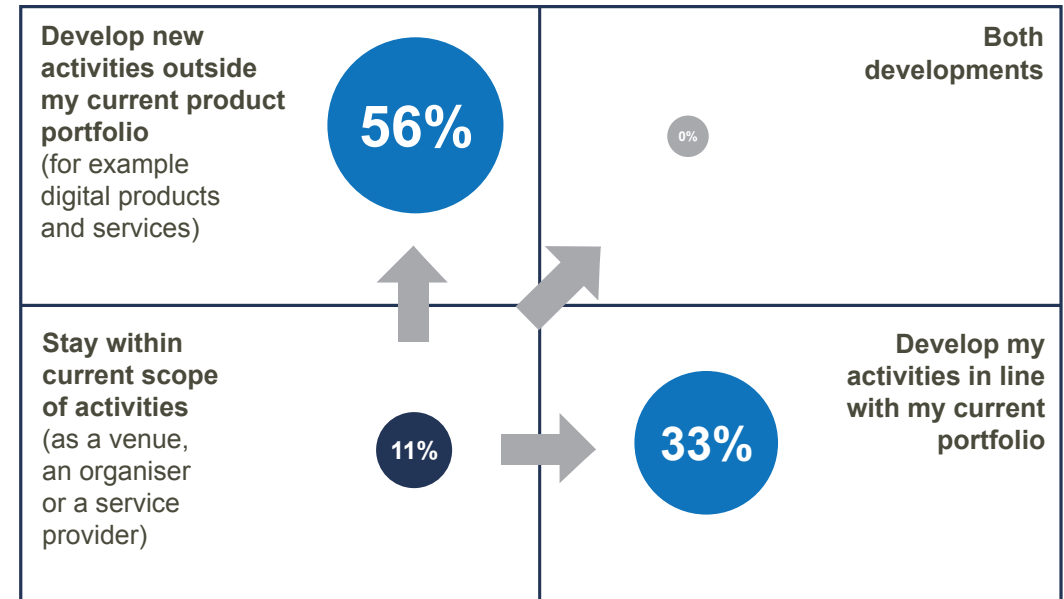 Develop new
activities outside
my current product
portfolio
(for example
digital products
and services)
56%
Both
developments
0%
Stay within
current scope
of activities
(as a venue,
an organiser
or a service
provider)
11%
Develop my
activities in line
with my current
portfolio
33%